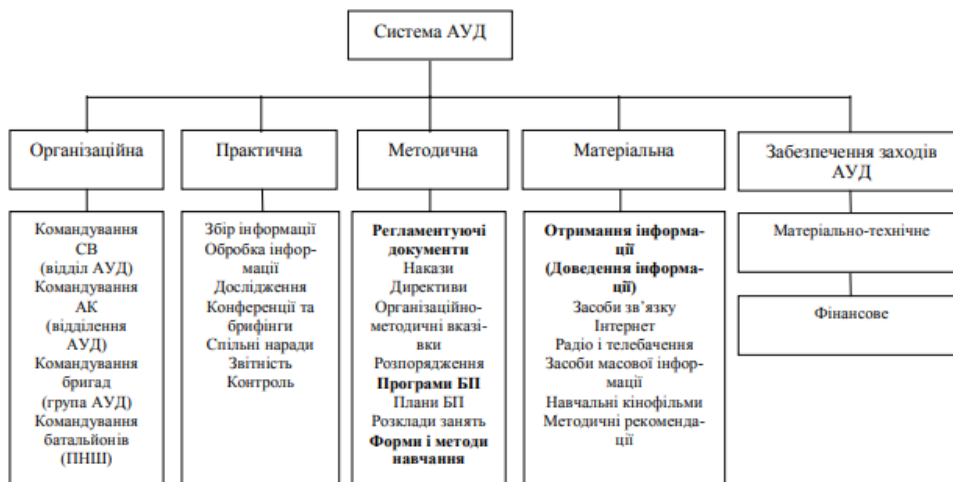 Система АУД
Організаційна
Практична
Методична
Матеріальна
Забезпечення заходів
АУД
Командування
СВ
(відділ АУД)
Командування
АК
(відділення
АУД)
Командування
бригад
(група АУД)
Командування
батальйонів
(ПНШ)
Збір інформації
Обробка інфор-
мації
Дослідження
Конференції та
брифінги
Спільні наради
Звітність
Контроль
Регламентуючі
документи
Накази
Директиви
Організаційно-
методичні вказі-
вки
Розпорядження
Програми БП
Плани БП
Розклади занять
Форми і методи
навчання
Отримання інформа-
ції
(Доведення інформа-
ції)
Засоби зв’язку
Інтернет
Радіо і телебачення
Засоби масової інфор-
мації
Навчальні кінофільми
Методичні рекоменда-
ції
Матеріально-технічне
Фінансове